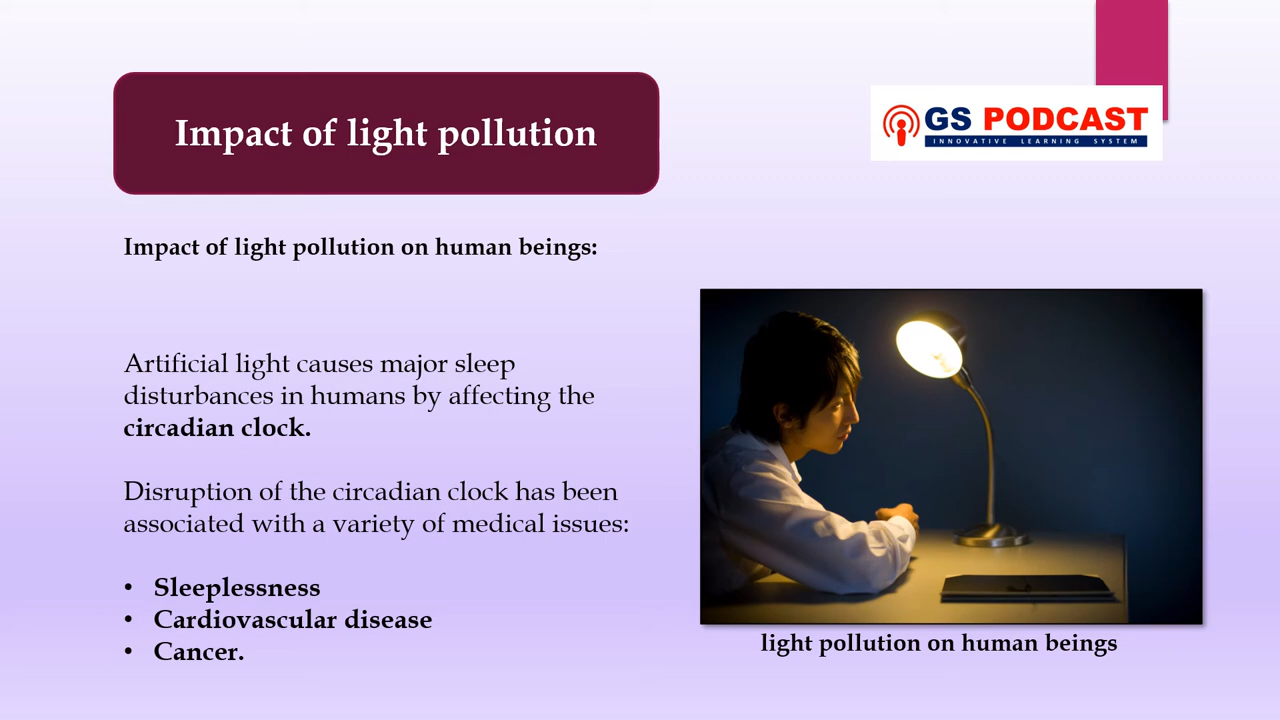 Impact of light pollution
GS PODCAST
INNOVATIVE LEARNING SYSTEM
Impact of light pollution on human beings:
Artificial light causes major sleep
disturbances in humans by affecting the
circadian clock.
Disruption of the circadian clock has been
associated with a variety of medical issues:
• Sleeplessness
• Cardiovascular disease
• Cancer.
light pollution on human beings